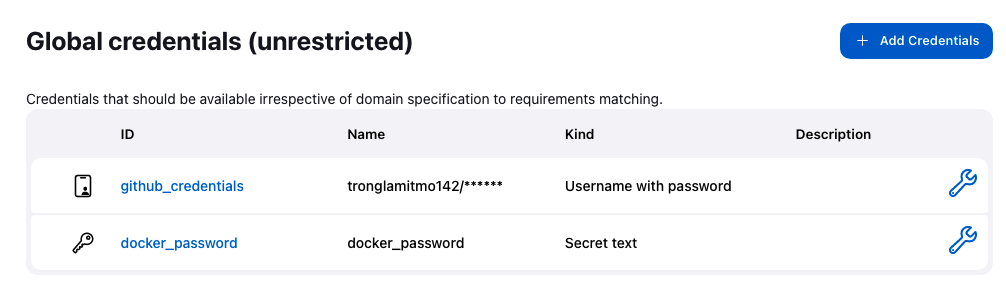 Global credentials (unrestricted)
+ Add Credentials
Credentials that should be available irrespective of domain specification to requirements matching.
ID Name Kind Description
github_credentials tronglamitmo142/****** Username with password
docker_password docker_password Secret text